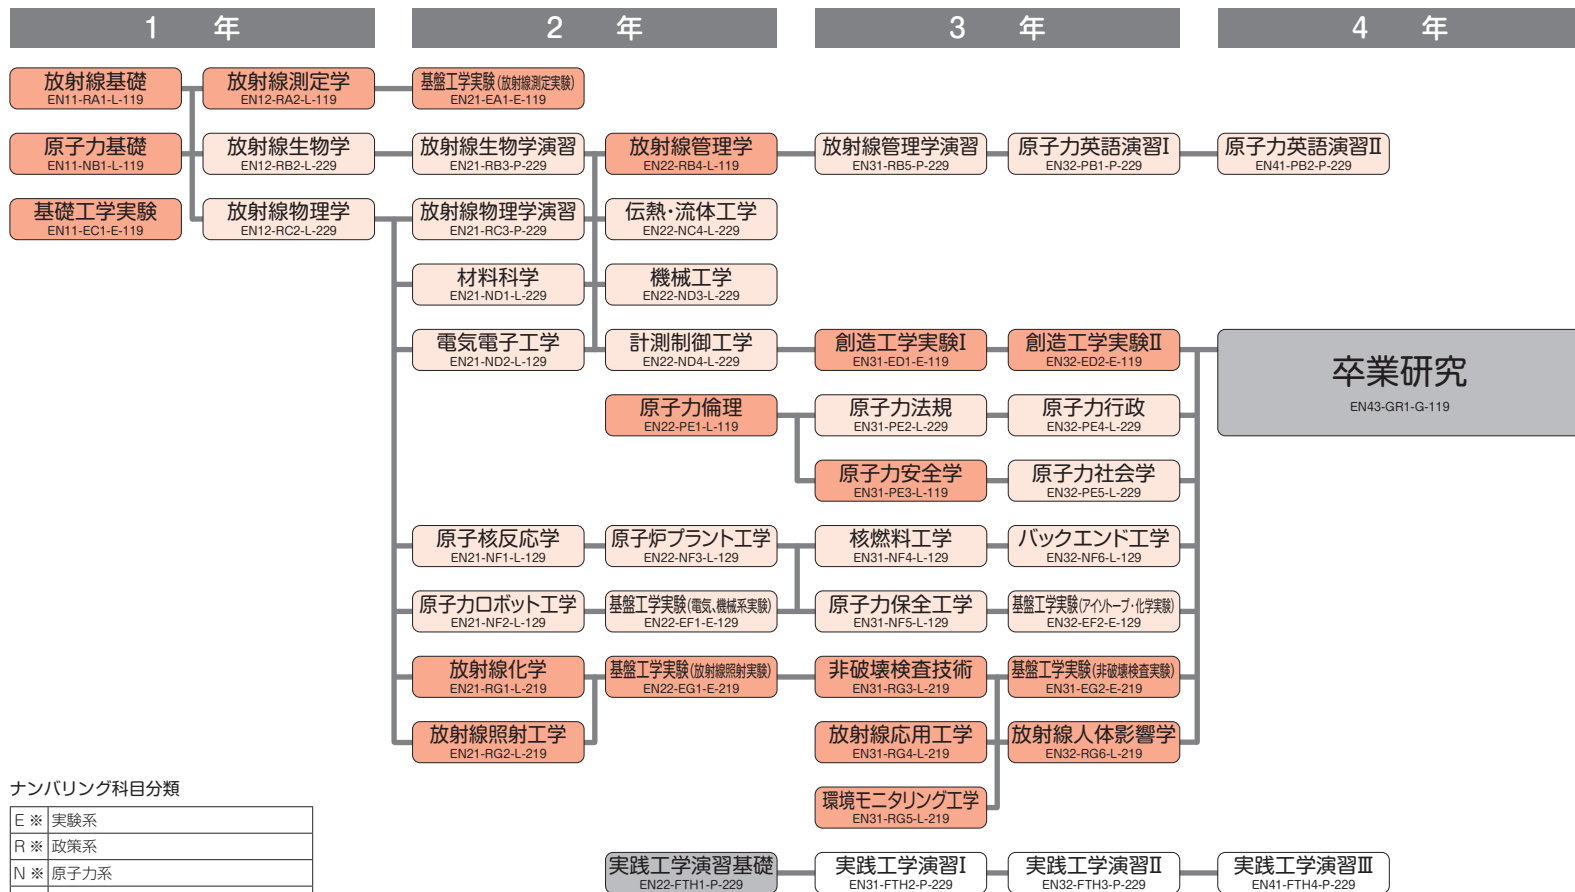 1 年
2 年
3 年
4 年
放射線基礎
EN11-RA1-L-119
放射線測定学
EN12-RA2-L-119
基盤工学実験(放射線測定実験)
EN21-EA1-E-119
原子力基礎
EN11-NB1-L-119
放射線生物学
EN12-RB2-L-229
放射線生物学演習
EN21-RB3-P-229
放射線管理学
EN22-RB4-L-119
放射線管理学演習
EN31-RB5-P-229
原子力英語演習Ⅰ
EN32-PB1-P-229
原子力英語演習Ⅱ
EN41-PB2-P-229
基礎工学実験
EN11-EC1-E-119
放射線物理学
EN12-RC2-L-229
放射線物理学演習
EN21-RC3-P-229
伝熱・流体工学
EN22-NC4-L-229
材料科学
EN21-ND1-L-229
機械工学
EN22-ND3-L-229
電気電子工学
EN21-ND2-L-129
計測制御工学
EN22-ND4-L-229
創造工学実験Ⅰ
EN31-ED1-E-119
創造工学実験Ⅱ
EN32-ED2-E-119
卒業研究
EN43-GR1-G-119
原子力倫理
EN22-PE1-L-119
原子力法規
EN31-PE2-L-229
原子力行政
EN32-PE4-L-229
原子力安全学
EN31-PE3-L-119
原子力社会学
EN32-PE5-L-229
原子核反応学
EN21-NF1-L-129
原子炉プラント工学
EN22-NF3-L-129
核燃料工学
EN31-NF4-L-129
バックエンド工学
EN32-NF6-L-129
原子力ロボット工学
EN21-NF2-L-129
基盤工学実験(電気、機械系実験)
EN22-EF1-E-129
原子力保全工学
EN31-NF5-L-129
基盤工学実験(アイソトープ・化学実験)
EN32-EF2-E-129
放射線化学
EN21-RG1-L-219
基盤工学実験(放射線照射実験)
EN22-EG1-E-219
非破壊検査技術
EN31-RG3-L-219
基盤工学実験(非破壊検査実験)
EN31-EG2-E-219
放射線照射工学
EN21-RG2-L-219
放射線応用工学
EN31-RG4-L-219
放射線人体影響学
EN32-RG6-L-219
環境モニタリング工学
EN31-RG5-L-219
ナンバリング科目分類
E ※ 実験系
R ※ 政策系
N ※ 原子力系
実践工学演習基礎
EN22-FTH1-P-229
実践工学演習Ⅰ
EN31-FTH2-P-229
実践工学演習Ⅱ
EN32-FTH3-P-229
実践工学演習Ⅲ
EN41-FTH4-P-229